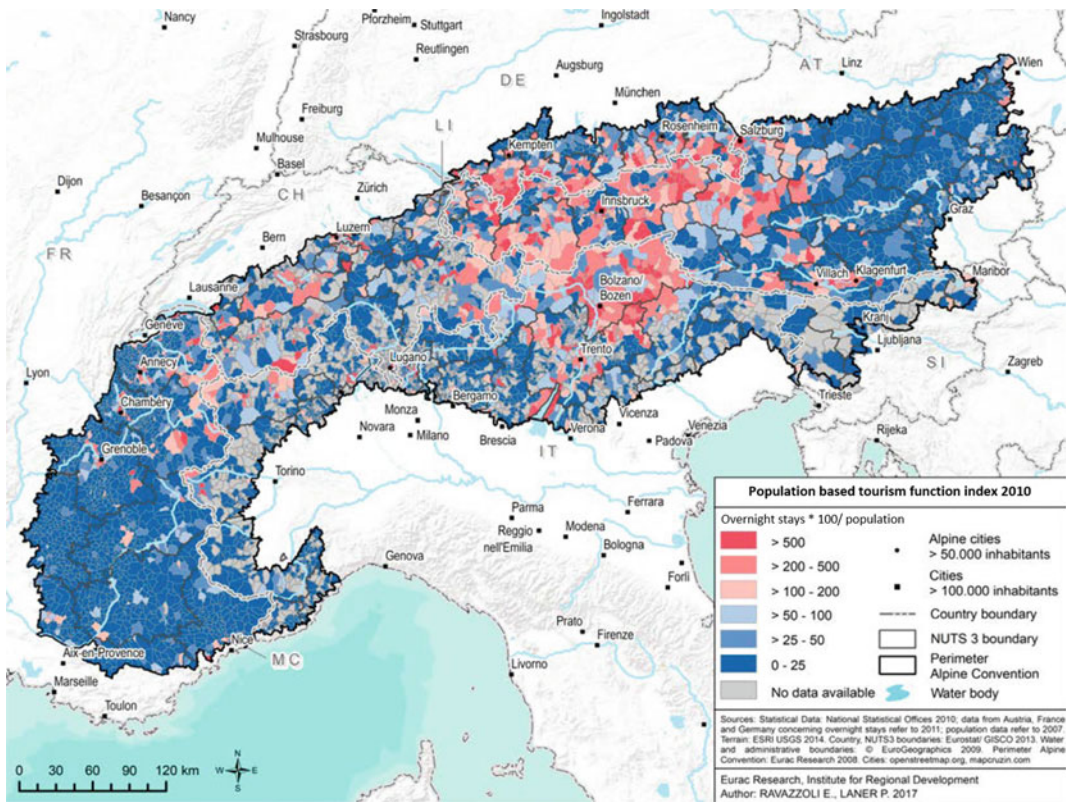 Nancy
Pforzheim
Stuttgart
Ingolstadt
Strasbourg
Reutlingen
DE
Augsburg
AT
Linz
Wien
Freiburg
München
LI
Rosenheim
Salzburg
Mulhouse
Kempten
Basel
Dijon
Besançon
CH
Zürich
Innsbruck
Luzern
Graz
FR
Bern
Villach
Klagenfurt
Maribor
Bolzano/
Bozen
Lausanne
Kranj
Genève
Ljubljana
Trento
Annecy
Lugano
SI
Zagreb
Lyon
Chambéry
Bergamo
Trieste
Monza
Vicenza
Novara
Milano
Brescia
Verona
Venezia
Padova
Rijeka
Grenoble
IT
Torino
Parma
Ferrara
Reggio
nell'Emilia
Modena
Bologna
Genova
Forlì
Prato
Firenze
Nice
Aix-en-Provence
MC
Livorno
Marseille
Toulon
N
W E
S
0 30 60 90 120 km
Population based tourism function index 2010
Overnight stays * 100/ population
> 500
> 200 - 500
> 100 - 200
> 50 - 100
> 25 - 50
0 - 25
No data available
Alpine cities
> 50.000 inhabitants
Cities
> 100.000 inhabitants
Country boundary
NUTS 3 boundary
Perimeter
Alpine Convention
Water body
Sources: Statistical Data: National Statistical Offices 2010; data from Austria, France
and Germany concerning overnight stays refer to 2011; population data refer to 2007.
Terrain: ESRI USGS 2014. Country, NUTS3 boundaries: Eurostat/ GISCO 2013. Water
and administrative boundaries: © EuroGeographics 2009. Perimeter Alpine
Convention: Eurac Research 2008. Cities: openstreetmap.org, mapcruzin.com
Eurac Research, Institute for Regional Development
Author: RAVAZZOLI E., LANER P. 2017